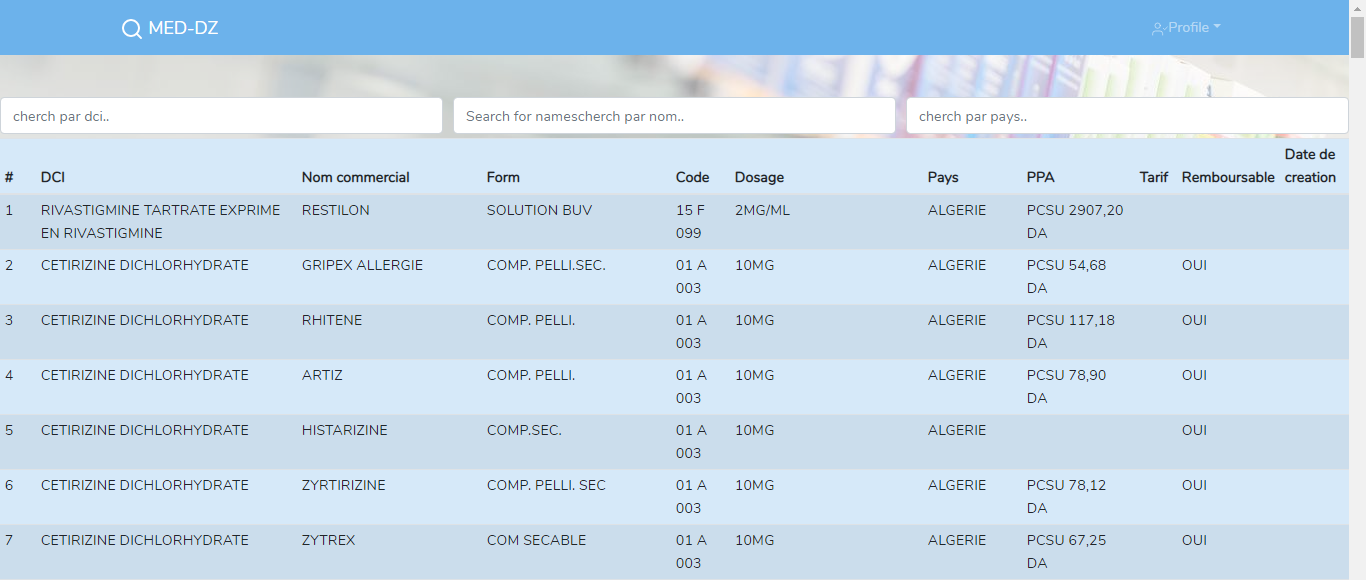 MED-DZ
Profile
cherch par dci..
Search for namescherch par nom..
cherch par pays..
# DCI Nom commercial Form Code Dosage Pays PPA Tarif Remboursable Date de creation
1 RIVASTIGMINE TARTRATE EXPRIME RESTILON SOLUTION BUV 15 F 2MG/ML ALGERIE PCSU 2907,20
EN RIVASTIGMINE 099 DA
2 CETIRIZINE DICHLORHYDRATE GRIPEX ALLERGIE COMP. PELLI.SEC. 01 A 10MG ALGERIE PCSU 54,68 OUI
003 DA
3 CETIRIZINE DICHLORHYDRATE RHITENE COMP. PELLI. 01 A 10MG ALGERIE PCSU 117,18 OUI
003 DA
4 CETIRIZINE DICHLORHYDRATE ARTIZ COMP. PELLI. 01 A 10MG ALGERIE PCSU 78,90 OUI
003 DA
5 CETIRIZINE DICHLORHYDRATE HISTARIZINE COMP.SEC. 01 A 10MG ALGERIE OUI
003
6 CETIRIZINE DICHLORHYDRATE ZYRTIRIZINE COMP. PELLI. SEC 01 A 10MG ALGERIE PCSU 78,12 OUI
003 DA
7 CETIRIZINE DICHLORHYDRATE ZYTREX COM SECABLE 01 A 10MG ALGERIE PCSU 67,25 OUI
003 DA